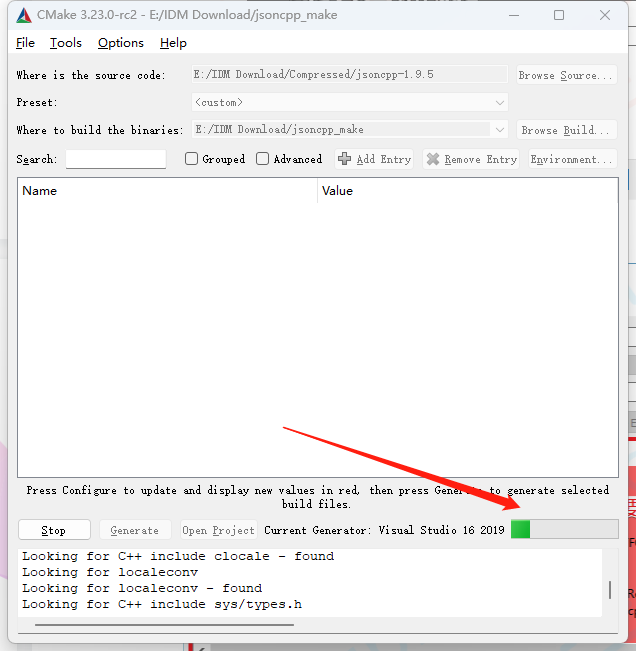 CMake 3.23.0-rc2 - E:/IDM Download/jsoncpp_make
File Tools Options Help
Where is the source code: E:/IDM Download/Compressed/jsoncpp-1.9.5 Browse Source...
Preset: <custom>
Where to build the binaries: E:/IDM Download/jsoncpp_make Browse Build...
Search: Grouped Advanced Add Entry Remove Entry Environment...
Name Value
Press Configure to update and display new values in red, then press Generate to generate selected
build files.
Stop Generate Open Project Current Generator: Visual Studio 16 2019
Looking for C++ include clocale - found
Looking for localeconv
Looking for localeconv - found
Looking for C++ include sys/types.h